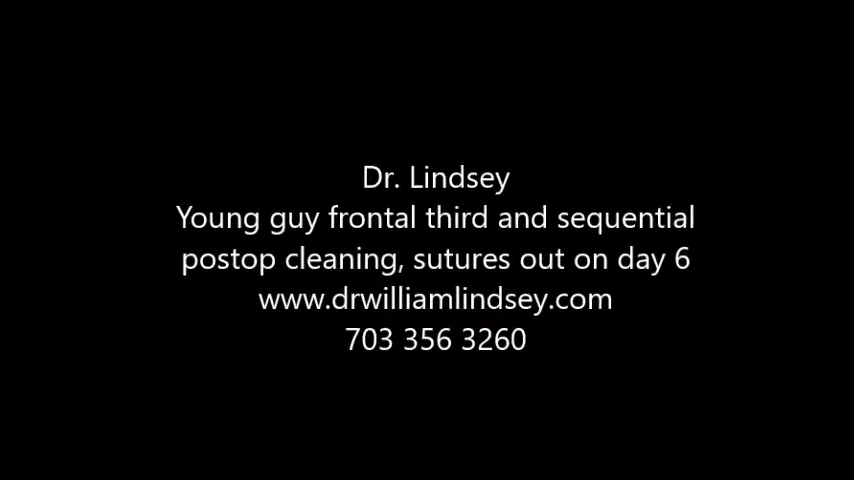 Dr. Lindsey
Young guy frontal third and sequential
postop cleaning, sutures out on day 6
www.drwilliamlindsey.com
703 356 3260